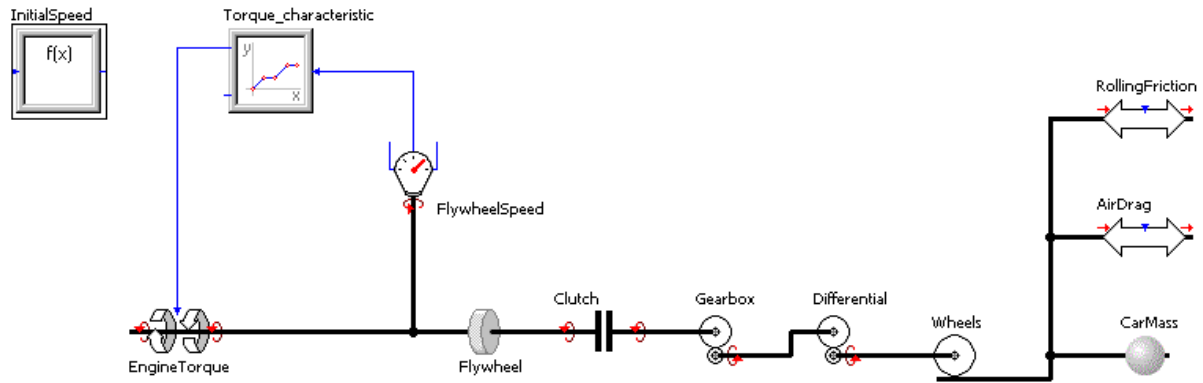 InitialSpeed
Torque_characteristic
f(x)
y
x
RollingFriction
FlywheelSpeed
AirDrag
Clutch
Gearbox
Differential
Wheels
CarMass
EngineTorque
Flywheel